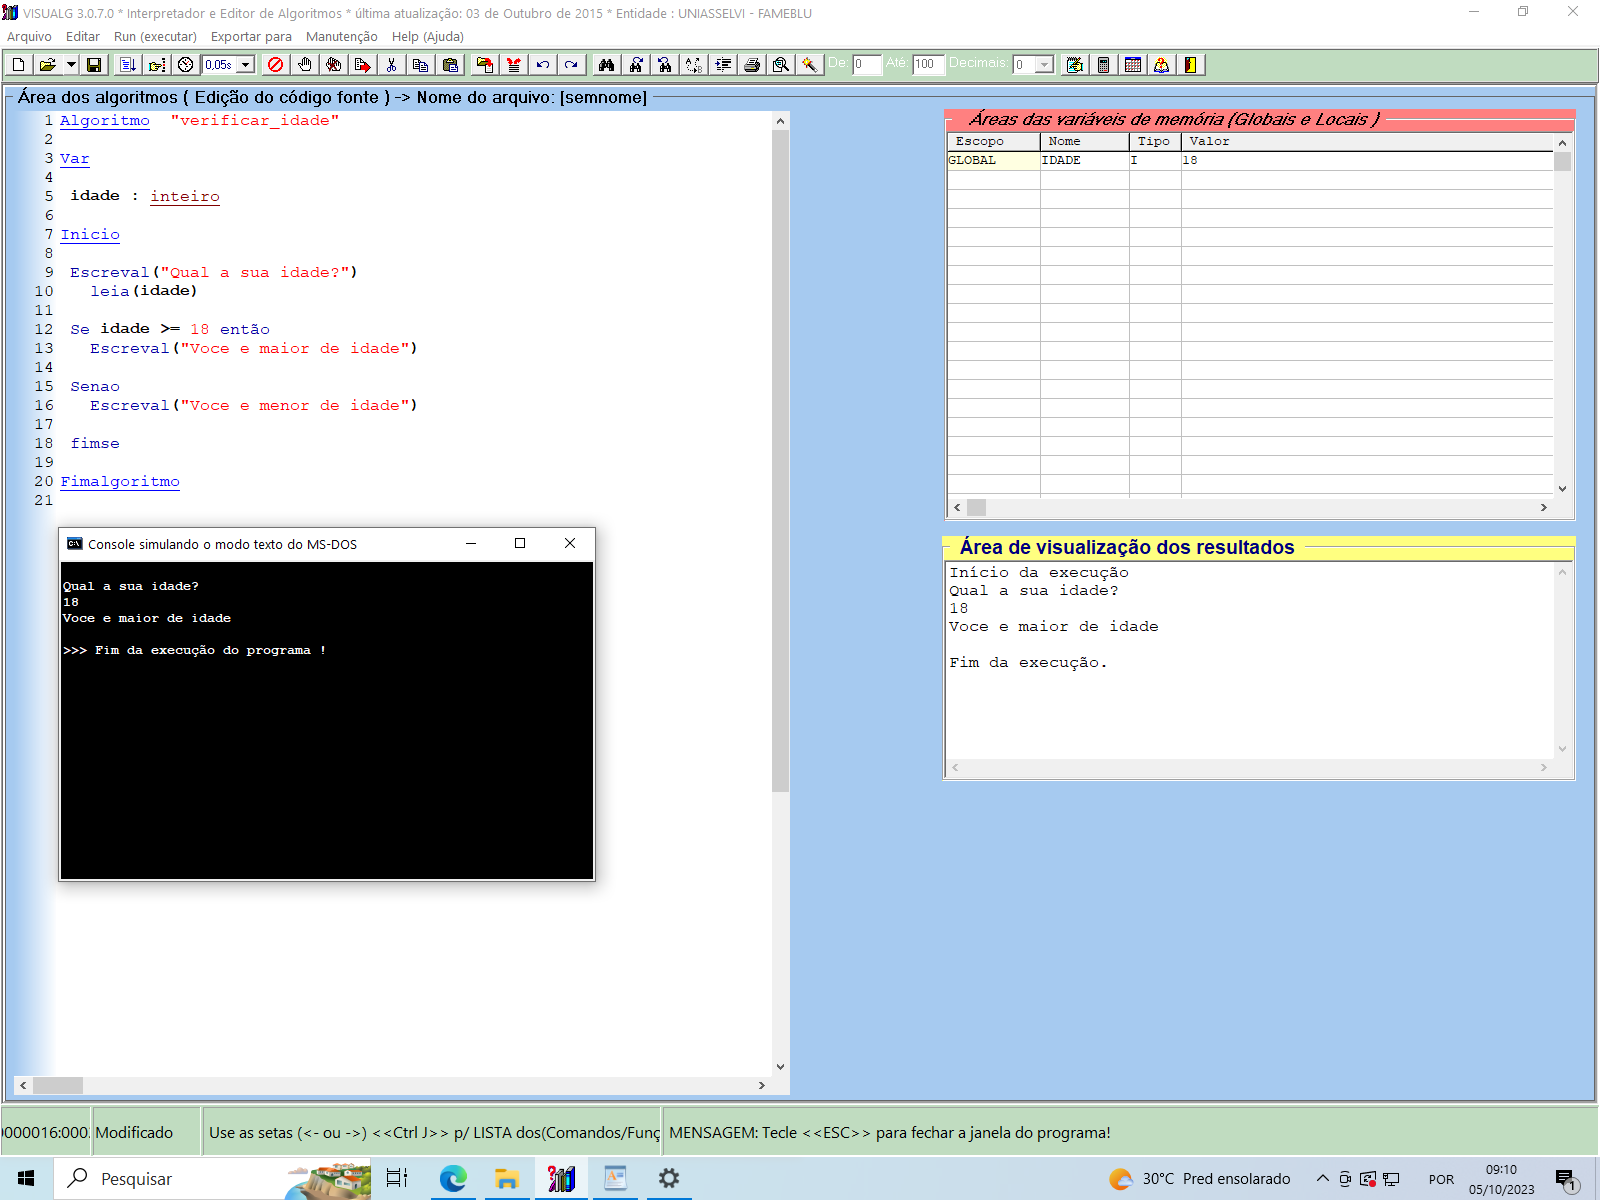 VISUALG 3.0.7.0 * Interpretador e Editor de Algoritmos * última atualização: 03 de Outubro de 2015 * Entidade : UNIASSELVI - FAMEBLU
Arquivo Editar Run (executar) Exportar para Manutenção Help (Ajuda)
0,05s De: 0 Até: 100 Decimais: 0
Área dos algoritmos ( Edição do código fonte ) -> Nome do arquivo: [semnome]
1 Algoritmo "verificar_idade"
2
3 Var
4
5 idade : inteiro
6
7 Inicio
8
9 Escreval("Qual a sua idade?")
10 leia(idade)
11
12 Se idade >= 18 então
13 Escreval("Voce e maior de idade")
14
15 Senao
16 Escreval("Voce e menor de idade")
17
18 fimse
19
20 Fimalgoritmo
21
Console simulando o modo texto do MS-DOS
Qual a sua idade?
18
Voce e maior de idade
>>> Fim da execução do programa !
Áreas das variáveis de memória (Globais e Locais )
Escopo Nome Tipo Valor
GLOBAL IDADE I 18
Área de visualização dos resultados
Início da execução
Qual a sua idade?
18
Voce e maior de idade
Fim da execução.
Modificado Use as setas (<- ou ->) <<Ctrl J>> p/ LISTA dos(Comandos/Funç MENSAGEM: Tecle <<ESC>> para fechar a janela do programa!
Pesquisar 30°C Pred ensolarado POR 09:10
05/10/2023 1